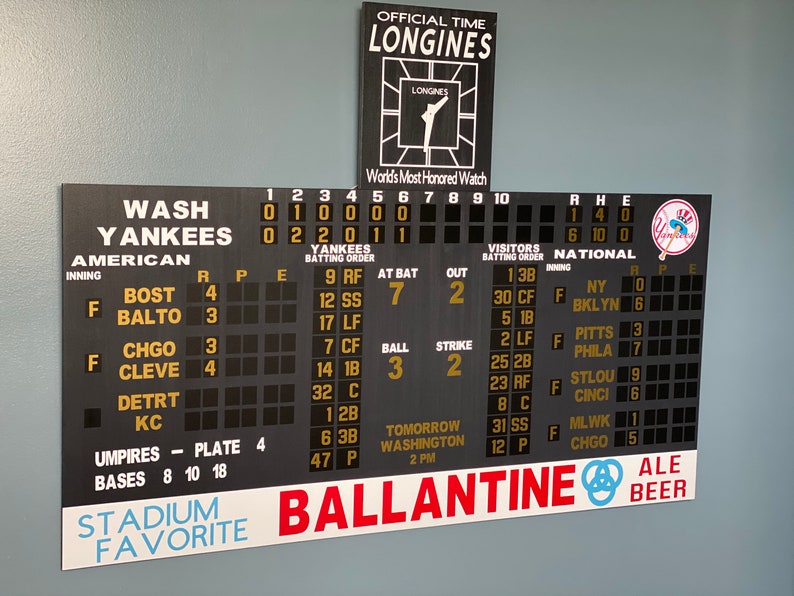 OFFICIAL TIME
LONGINES
LONGINES
World's Most Honored Watch
1 2 3 4 5 6 7 8 9 10 R H E
WASH 0 1 0 0 0 0 1 4 0
YANKEES 0 2 2 0 1 1 6 10 0
Yankees
AMERICAN
INNING R P E
F BOST 4
BALTO 3
F CHGO 3
CLEVE 4
DETRT
KC
UMPIRES – PLATE 4
BASES 8 10 18
YANKEES
BATTING ORDER
9 RF
12 SS
17 LF
7 CF
14 1B
32 C
1 2B
6 3B
47 P
AT BAT OUT
7 2
BALL STRIKE
3 2
TOMORROW
WASHINGTON
2 PM
VISITORS
BATTING ORDER
1 3B
30 CF
5 1B
2 LF
25 2B
23 RF
8 C
31 SS
12 P
NATIONAL
INNING R P E
F NY 0
BKLYN 6
F PITTS 3
PHILA 7
F STLOU 9
CINCI 6
F MLWK 1
CHGO 5
STADIUM
FAVORITE
BALLANTINE
ALE
BEER